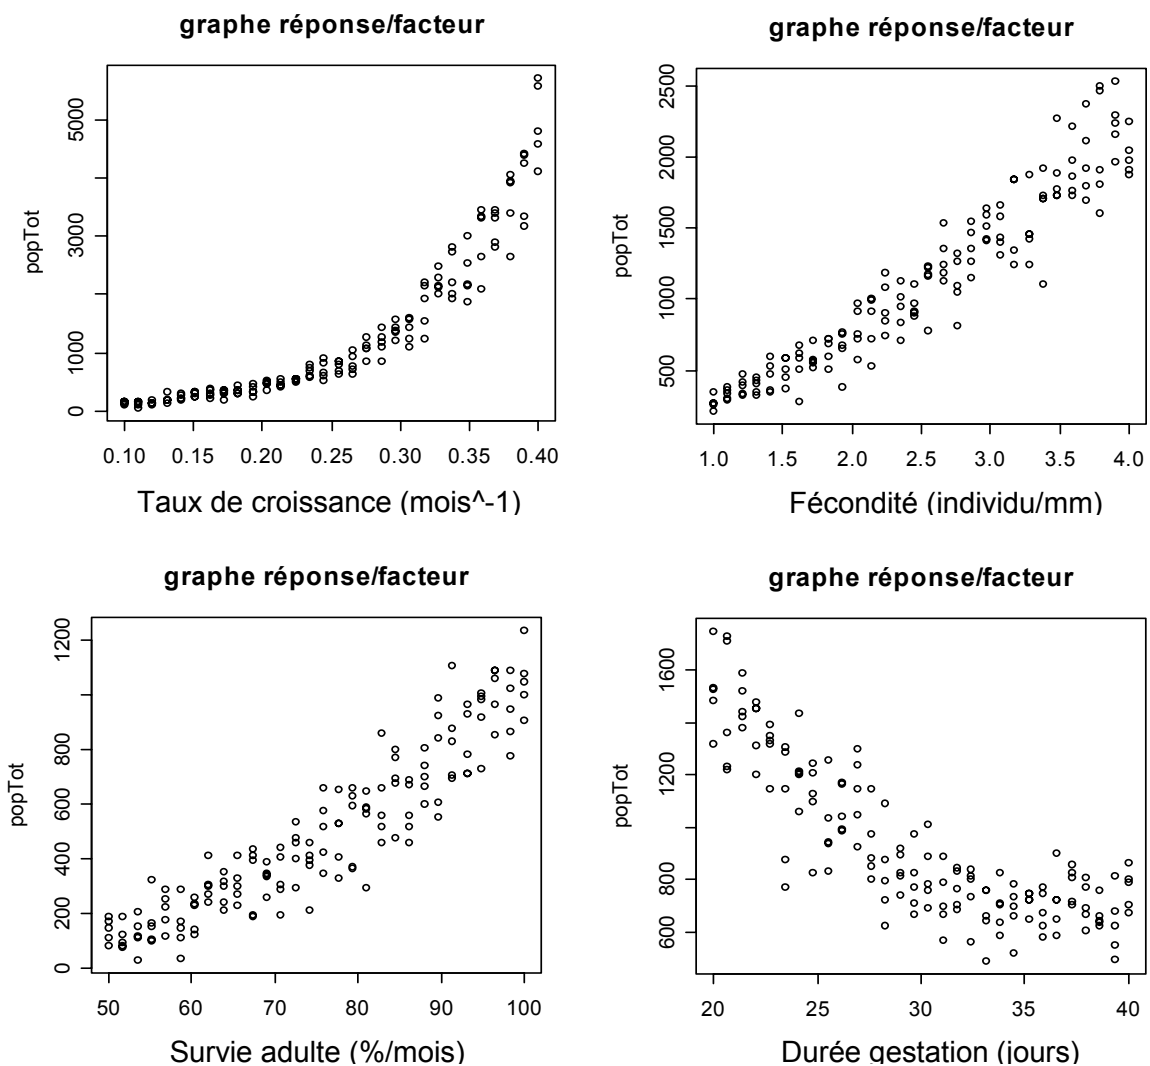 graphe réponse/facteur
popTot
0 1000 3000 5000
0.10 0.15 0.20 0.25 0.30 0.35 0.40
Taux de croissance (mois^-1)
graphe réponse/facteur
popTot
500 1000 1500 2000 2500
1.0 1.5 2.0 2.5 3.0 3.5 4.0
Fécondité (individu/mm)
graphe réponse/facteur
popTot
0 200 400 600 800 1200
50 60 70 80 90 100
Survie adulte (%/mois)
graphe réponse/facteur
popTot
600 800 1200 1600
20 25 30 35 40
Durée gestation (jours)